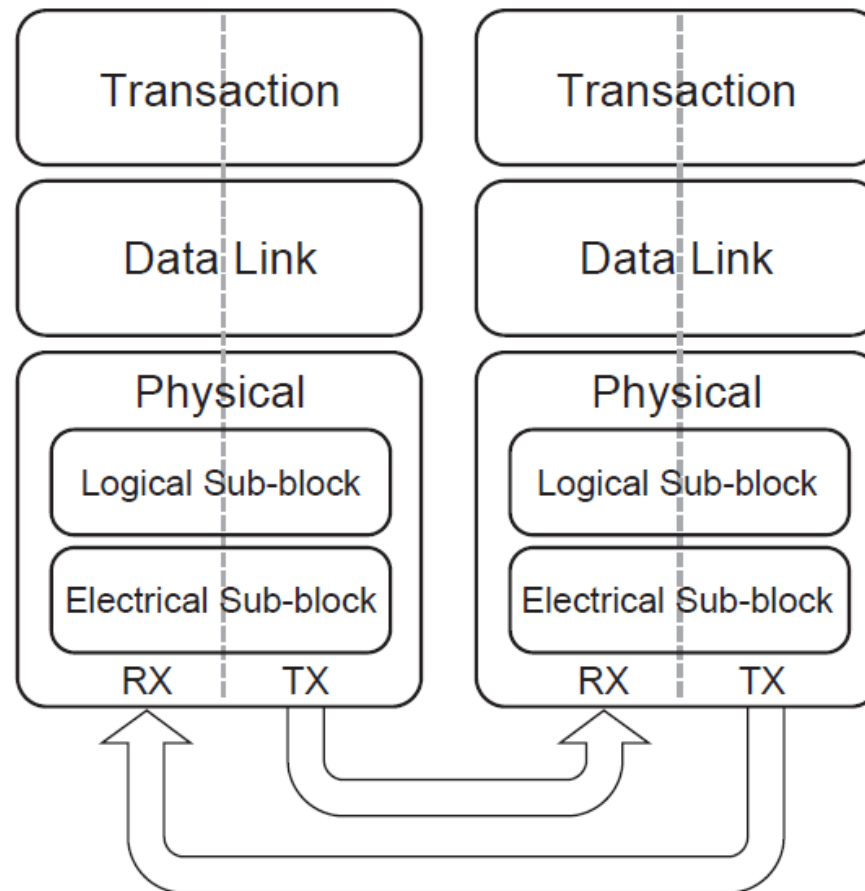 Transaction
Transaction
Data Link
Data Link
Physical
Physical
Logical Sub-block
Logical Sub-block
Electrical Sub-block
Electrical Sub-block
RX TX
RX TX